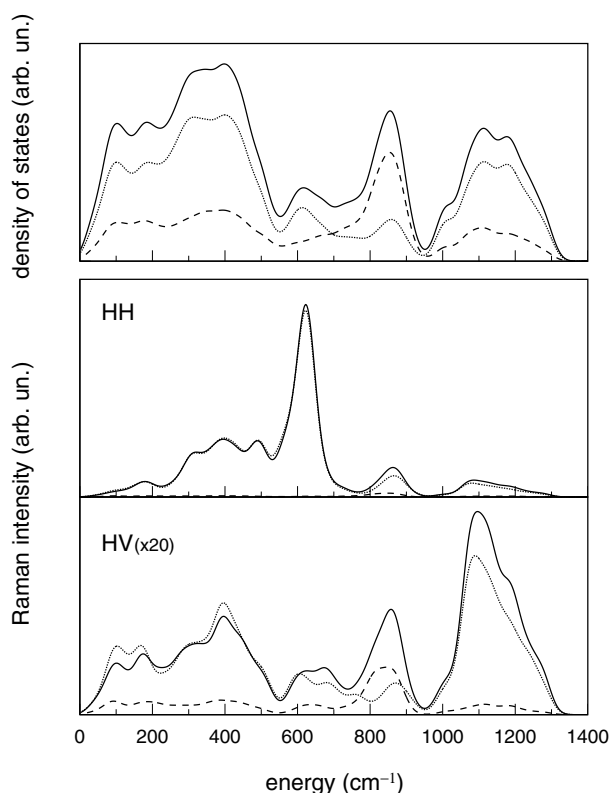 density of states (arb. un.)
HH
Raman intensity (arb. un.)
HV(x20)
0 200 400 600 800 1000 1200 1400
energy (cm⁻¹)